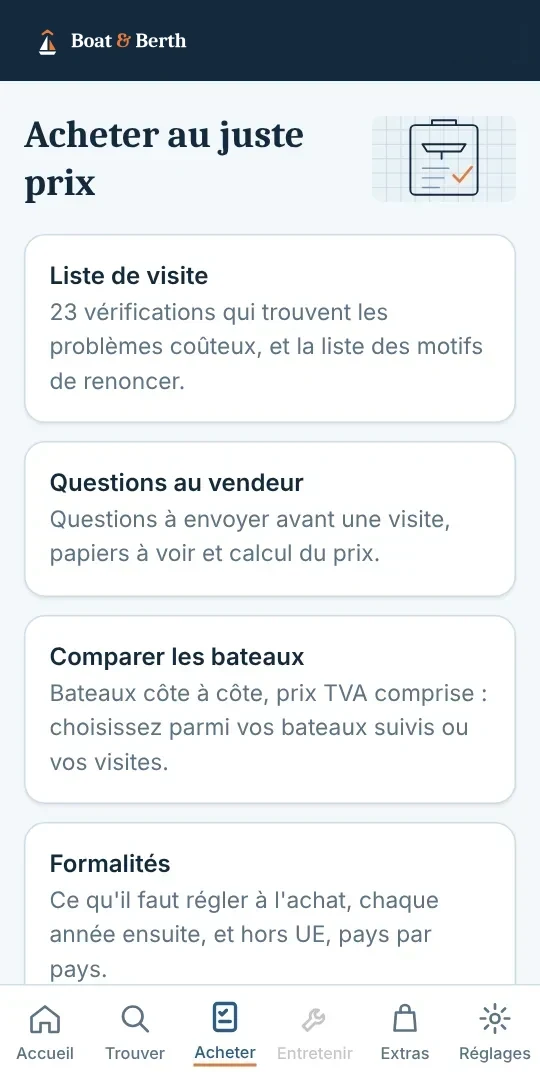 Boat & Berth
Acheter au juste
prix
Liste de visite
23 vérifications qui trouvent les
problèmes coûteux, et la liste des motifs
de renoncer.
Questions au vendeur
Questions à envoyer avant une visite,
papiers à voir et calcul du prix.
Comparer les bateaux
Bateaux côte à côte, prix TVA comprise :
choisissez parmi vos bateaux suivis ou
vos visites.
Formalités
Ce qu'il faut régler à l'achat, chaque
année ensuite, et hors UE, pays par
pays.
Accueil Trouver Acheter Entretenir Extras Réglages